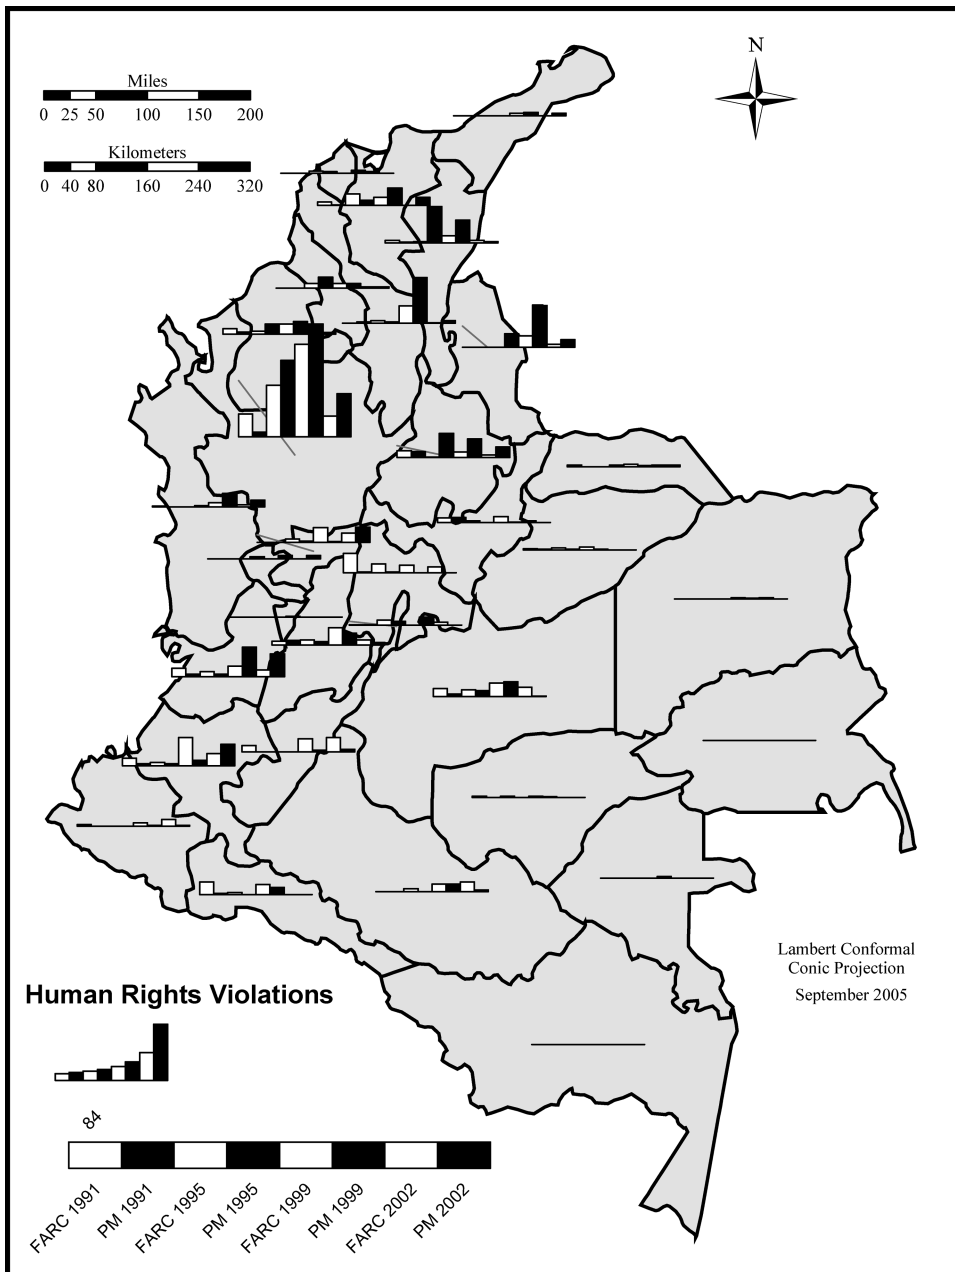 N
Miles
0 25 50 100 150 200
Kilometers
0 40 80 160 240 320
Lambert Conformal
Conic Projection
September 2005
Human Rights Violations
84
FARC 1991
PM 1991
FARC 1995
PM 1995
FARC 1999
PM 1999
FARC 2002
PM 2002